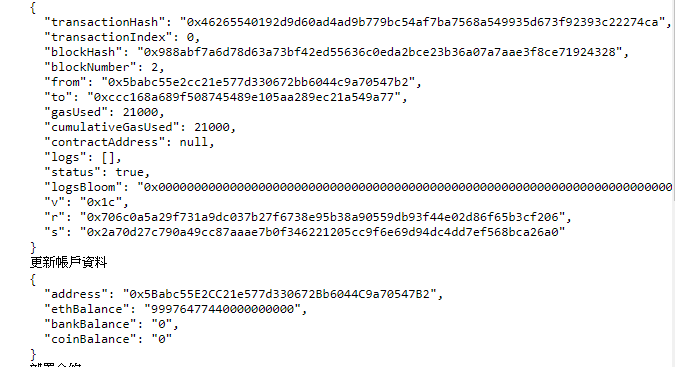 {
"transactionHash": "0x46265540192d9d60ad4ad9b779bc54af7ba7568a549935d673f92393c22274ca",
"transactionIndex": 0,
"blockHash": "0x988abf7a6d78d63a73bf42ed55636c0eda2bce23b36a07a7aae3f8ce71924328",
"blockNumber": 2,
"from": "0x5babc55e2cc21e577d330672bb6044c9a70547b2",
"to": "0xccc168a689f508745489e105aa289ec21a549a77",
"gasUsed": 21000,
"cumulativeGasUsed": 21000,
"contractAddress": null,
"logs": [],
"status": true,
"logsBloom": "0x000000000000000000000000000000000000000000000000000000000000000000000000
"v": "0x1c",
"r": "0x706c0a5a29f731a9dc037b27f6738e95b38a90559db93f44e02d86f65b3cf206",
"s": "0x2a70d27c790a49cc87aaae7b0f346221205cc9f6e69d94dc4dd7ef568bca26a0"
}
更新帳戶資料
{
"address": "0x5Babc55E2CC21e577d330672Bb6044C9a70547B2",
"ethBalance": "99976477440000000000",
"bankBalance": "0",
"coinBalance": "0"
}